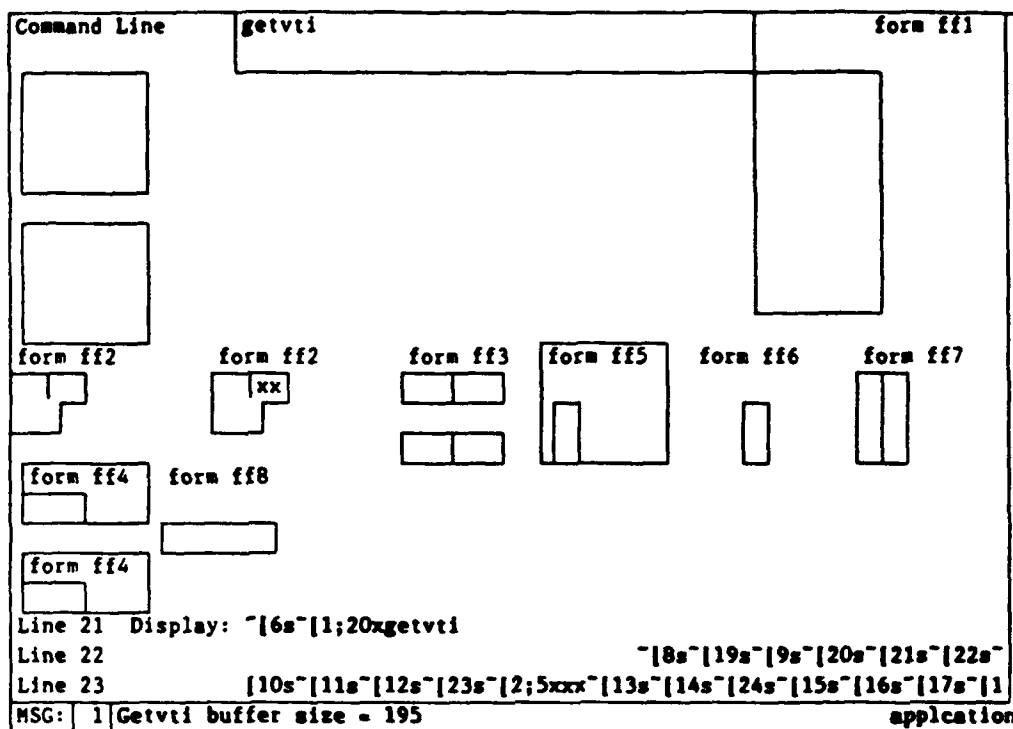 Command Line getvti form ff1
form ff2 form ff2 form ff3 form ff5 form ff6 form ff7
xx
form ff4 form ff8
form ff4
Line 21 Display: ~[6s~[1;20xgetvti
Line 22 ~[8s~[19s~[9s~[20s~[21s~[22s~
Line 23 [10s~[11s~[12s~[23s~[2;5xxx~[13s~[14s~[24s~[15s~[16s~[17s~[1
MSG: 1 Getvti buffer size = 195 applcation